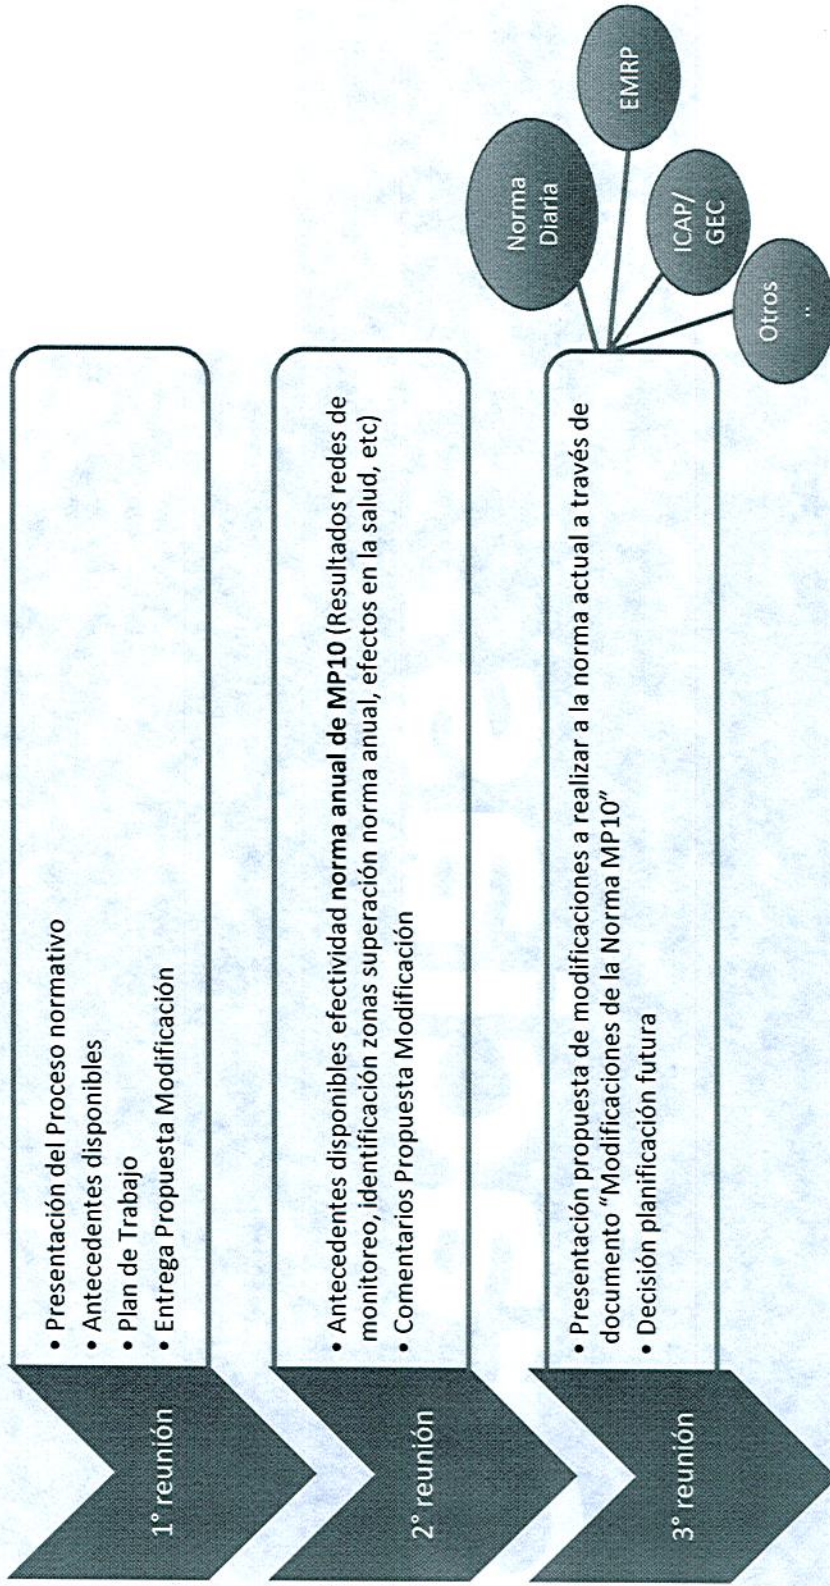 1° reunión
• Presentación del Proceso normativo
• Antecedentes disponibles
• Plan de Trabajo
• Entrega Propuesta Modificación
2° reunión
• Antecedentes disponibles efectividad norma anual de MP10 (Resultados redes de
monitoreo, identificación zonas superación norma anual, efectos en la salud, etc)
• Comentarios Propuesta Modificación
3° reunión
• Presentación propuesta de modificaciones a realizar a la norma actual a través de
documento “Modificaciones de la Norma MP10”
• Decisión planificación futura
Norma
Diaria
EMRP
ICAP/
GEC
Otros
..